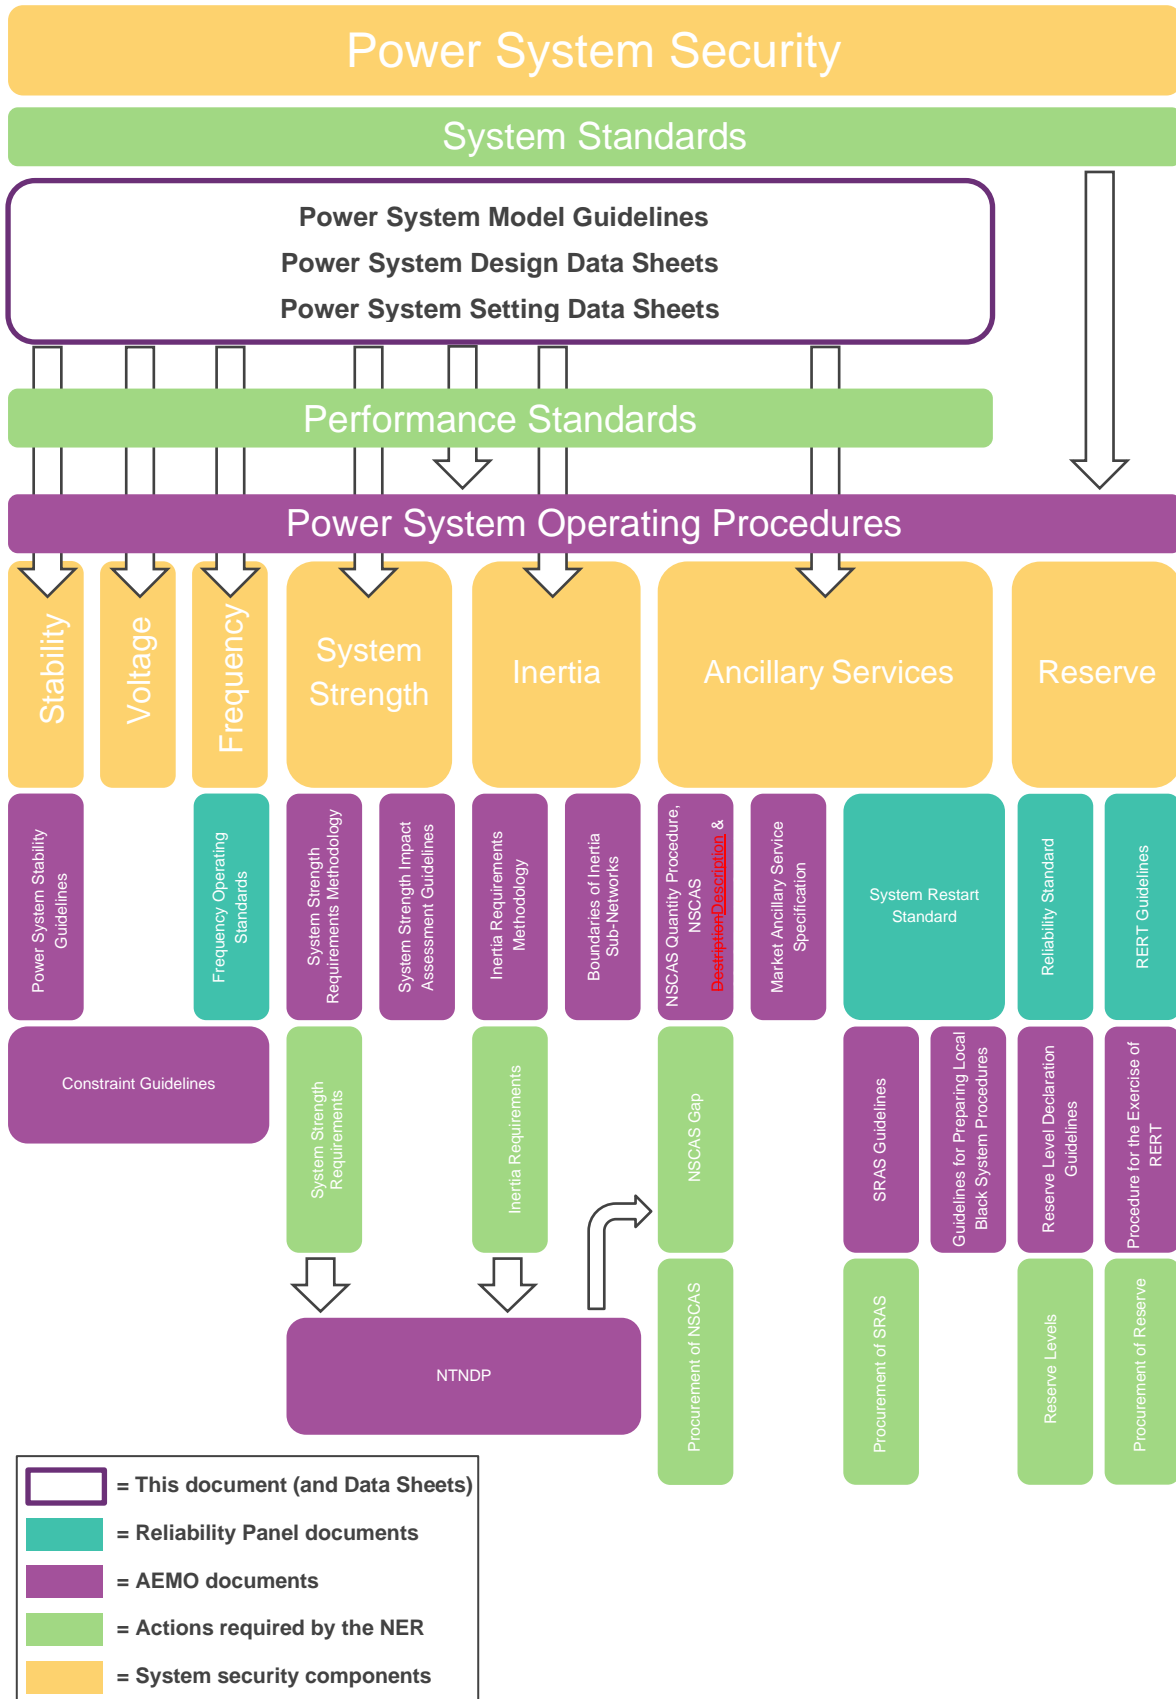 Power System Security
System Standards
Power System Model Guidelines
Power System Design Data Sheets
Power System Setting Data Sheets
Performance Standards
Power System Operating Procedures
Stability
Voltage
Frequency
System
Strength
Inertia
Ancillary Services
Reserve
Power System Stability
Guidelines
Frequency Operating
Standards
System Strength
Requirements Methodology
System Strength Impact
Assessment Guidelines
Inertia Requirements
Methodology
Boundaries of Inertia
Sub-Networks
NSCAS Quantity Procedure,
NSCAS
DestriptionDescription &
Market Ancillary Service
Specification
System Restart
Standard
Reliability Standard
RERT Guidelines
Constraint Guidelines
System Strength
Requirements
Inertia Requirements
NSCAS Gap
SRAS Guidelines
Guidelines for Preparing Local
Black System Procedures
Reserve Level Declaration
Guidelines
Procedure for the Exercise of
RERT
NTNDP
Procurement of NSCAS
Procurement of SRAS
Reserve Levels
Procurement of Reserve
= This document (and Data Sheets)
= Reliability Panel documents
= AEMO documents
= Actions required by the NER
= System security components